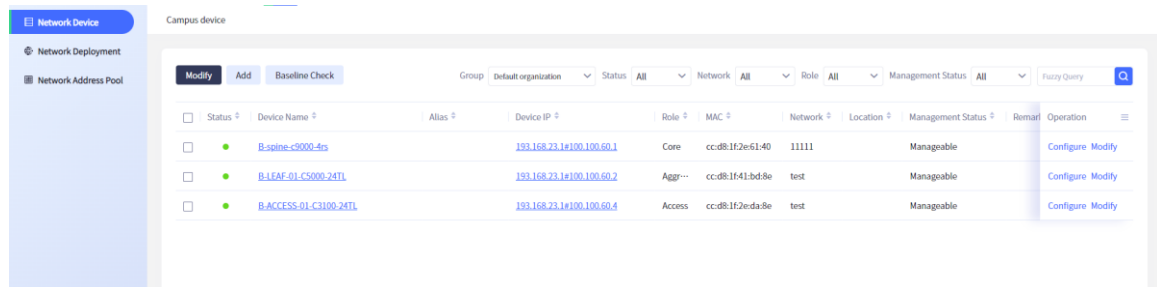 Network Device
Campus device
Network Deployment
Network Address Pool
Modify Add Baseline Check Group Default organization Status All Network All Role All Management Status All Fuzzy Query
Status Device Name Alias Device IP Role MAC Network Location Management Status Remark Operation
B-spine-c9000-4rs 193.168.23.1#100.100.60.1 Core cc:d8:1f:2e:61:40 11111 Manageable Configure Modify
B-LEAF-01-C5000-24TL 193.168.23.1#100.100.60.2 Aggr··· cc:d8:1f:41:bd:8e test Manageable Configure Modify
B-ACCESS-01-C3100-24TL 193.168.23.1#100.100.60.4 Access cc:d8:1f:2e:da:8e test Manageable Configure Modify